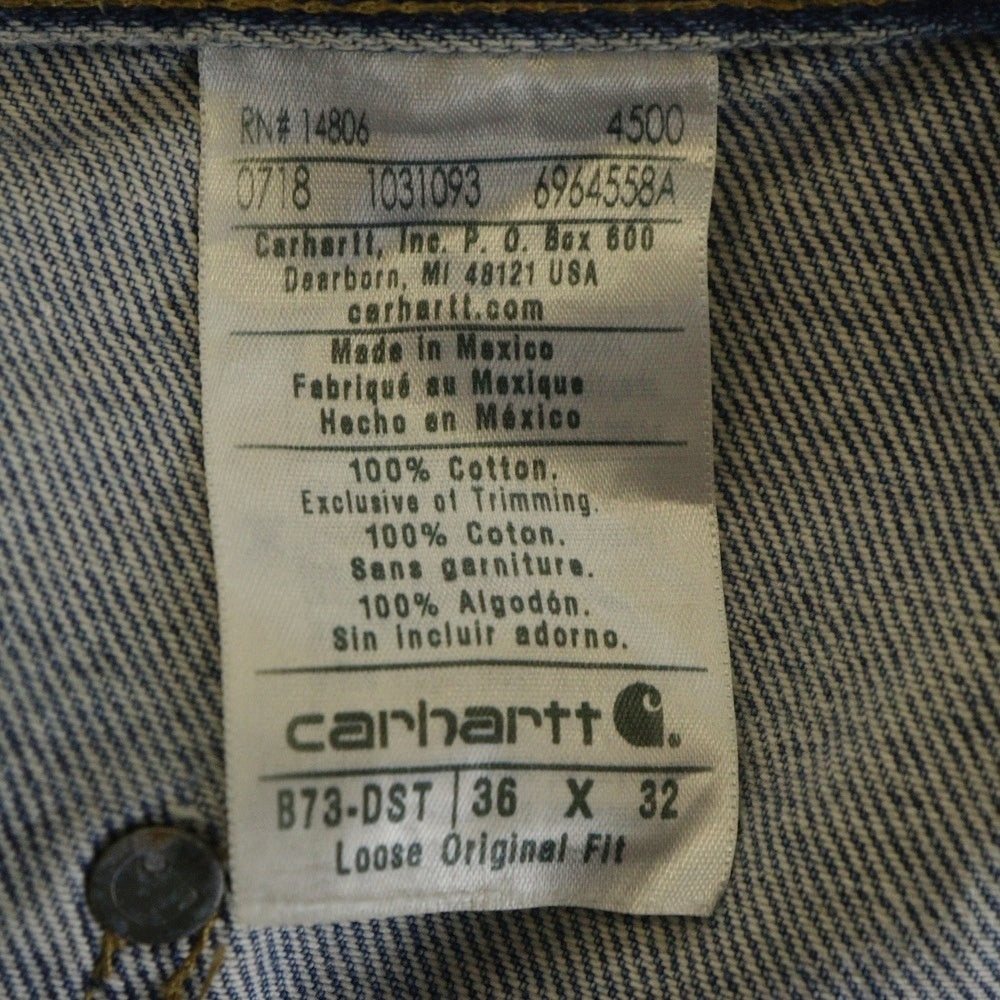 RN# 14806 4500
0718 1031093 6964558A
Carhartt, Inc. P. O. Box 600
Dearborn, MI 48121 USA
carhartt.com
Made in Mexico
Fabriqué au Mexique
Hecho en México
100% Cotton.
Exclusive of Trimming.
100% Coton.
Sans garniture.
100% Algodón.
Sin incluir adorno.
carhartt
B73-DST 36 X 32
Loose Original Fit